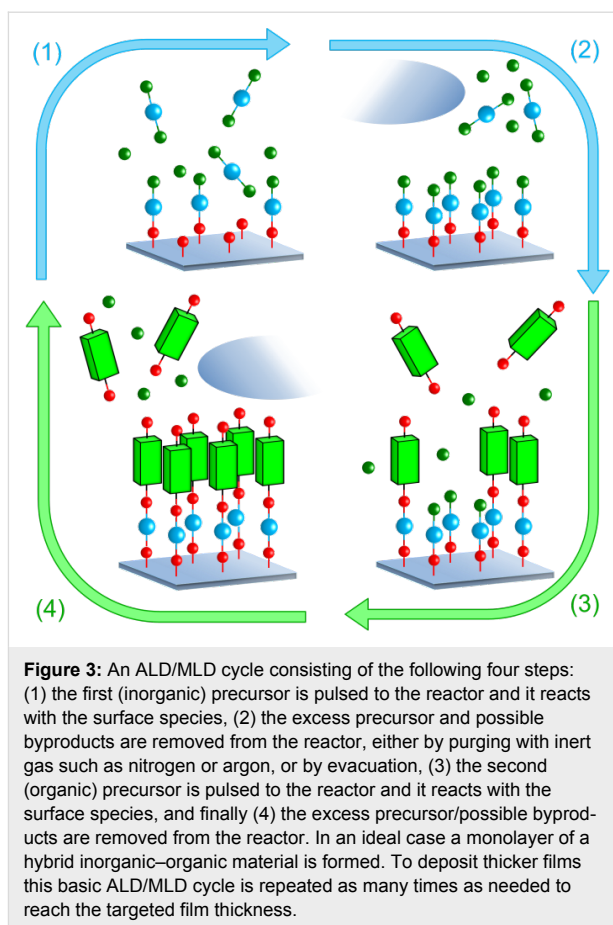 (1)
(2)
(4)
(3)
Figure 3: An ALD/MLD cycle consisting of the following four steps:
(1) the first (inorganic) precursor is pulsed to the reactor and it reacts
with the surface species, (2) the excess precursor and possible
byproducts are removed from the reactor, either by purging with inert
gas such as nitrogen or argon, or by evacuation, (3) the second
(organic) precursor is pulsed to the reactor and it reacts with the
surface species, and finally (4) the excess precursor/possible byprod-
ucts are removed from the reactor. In an ideal case a monolayer of a
hybrid inorganic–organic material is formed. To deposit thicker films
this basic ALD/MLD cycle is repeated as many times as needed to
reach the targeted film thickness.